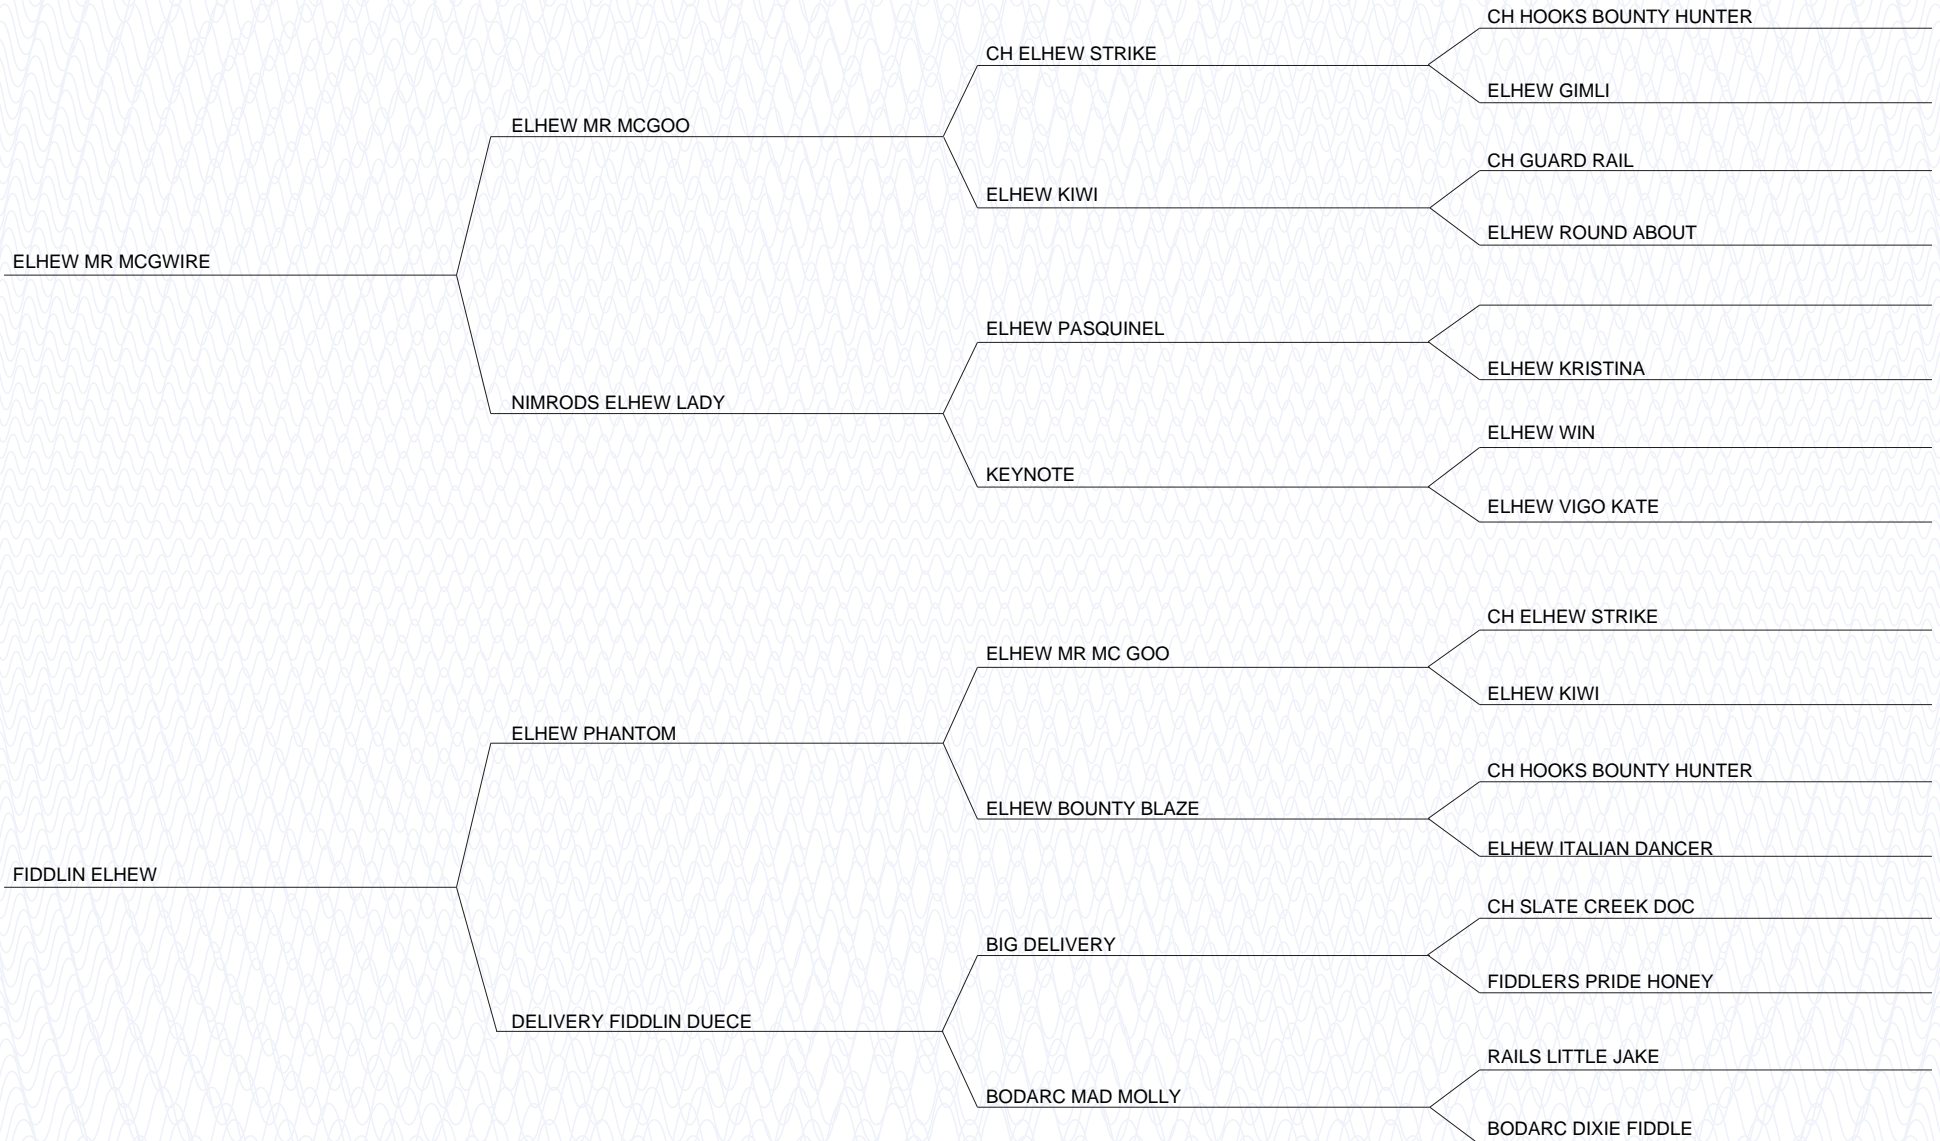 CH HOOKS BOUNTY HUNTER
CH ELHEW STRIKE
ELHEW GIMLI
ELHEW MR MCGOO
CH GUARD RAIL
ELHEW KIWI
ELHEW ROUND ABOUT
ELHEW MR MCGWIRE
ELHEW PASQUINEL
ELHEW KRISTINA
NIMRODS ELHEW LADY
ELHEW WIN
KEYNOTE
ELHEW VIGO KATE
CH ELHEW STRIKE
ELHEW MR MC GOO
ELHEW KIWI
ELHEW PHANTOM
CH HOOKS BOUNTY HUNTER
ELHEW BOUNTY BLAZE
ELHEW ITALIAN DANCER
FIDDLIN ELHEW
CH SLATE CREEK DOC
BIG DELIVERY
FIDDLERS PRIDE HONEY
DELIVERY FIDDLIN DUECE
RAILS LITTLE JAKE
BODARC MAD MOLLY
BODARC DIXIE FIDDLE